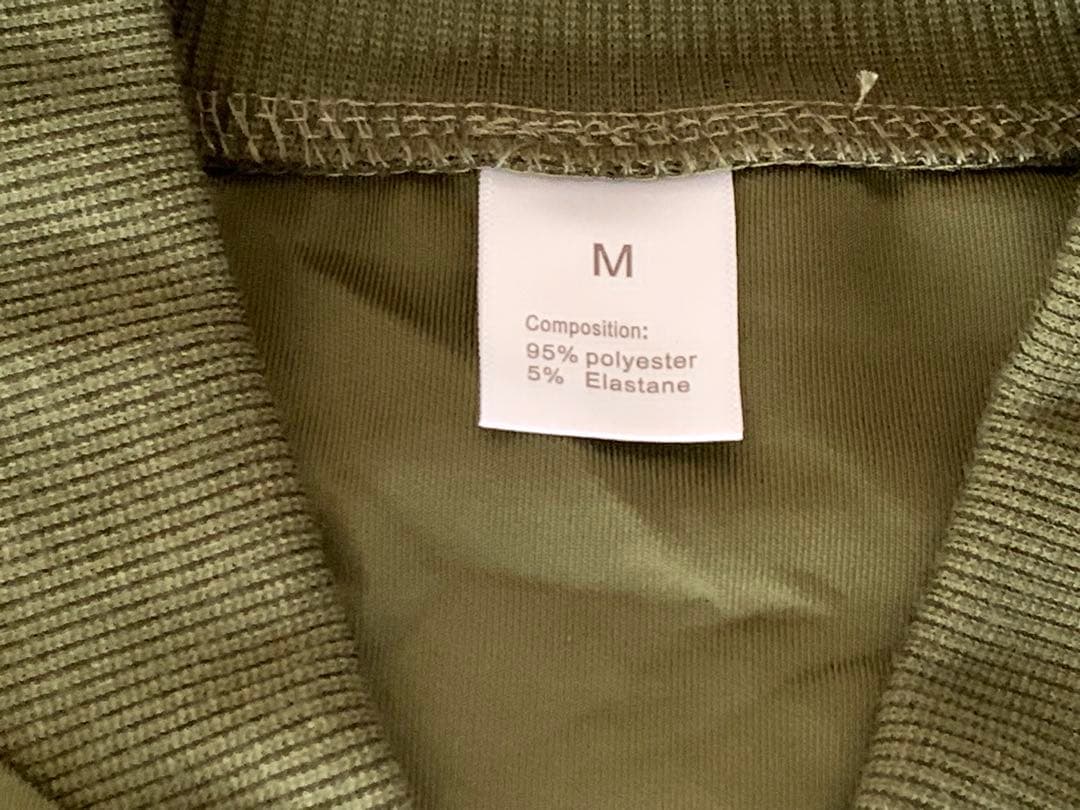 M
Composition:
95% polyester
5% Elastane